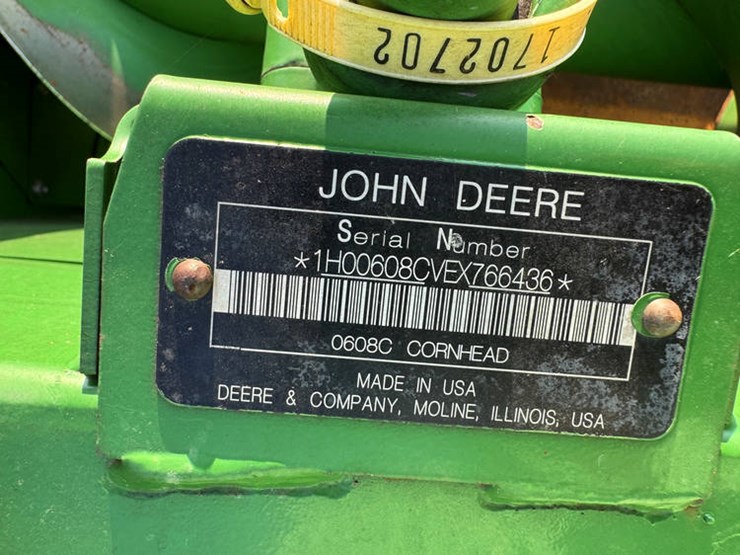 1702702
JOHN DEERE
Serial Number
*1H00608CVEX766436*
0608C CORNHEAD
MADE IN USA
DEERE & COMPANY, MOLINE, ILLINOIS, USA